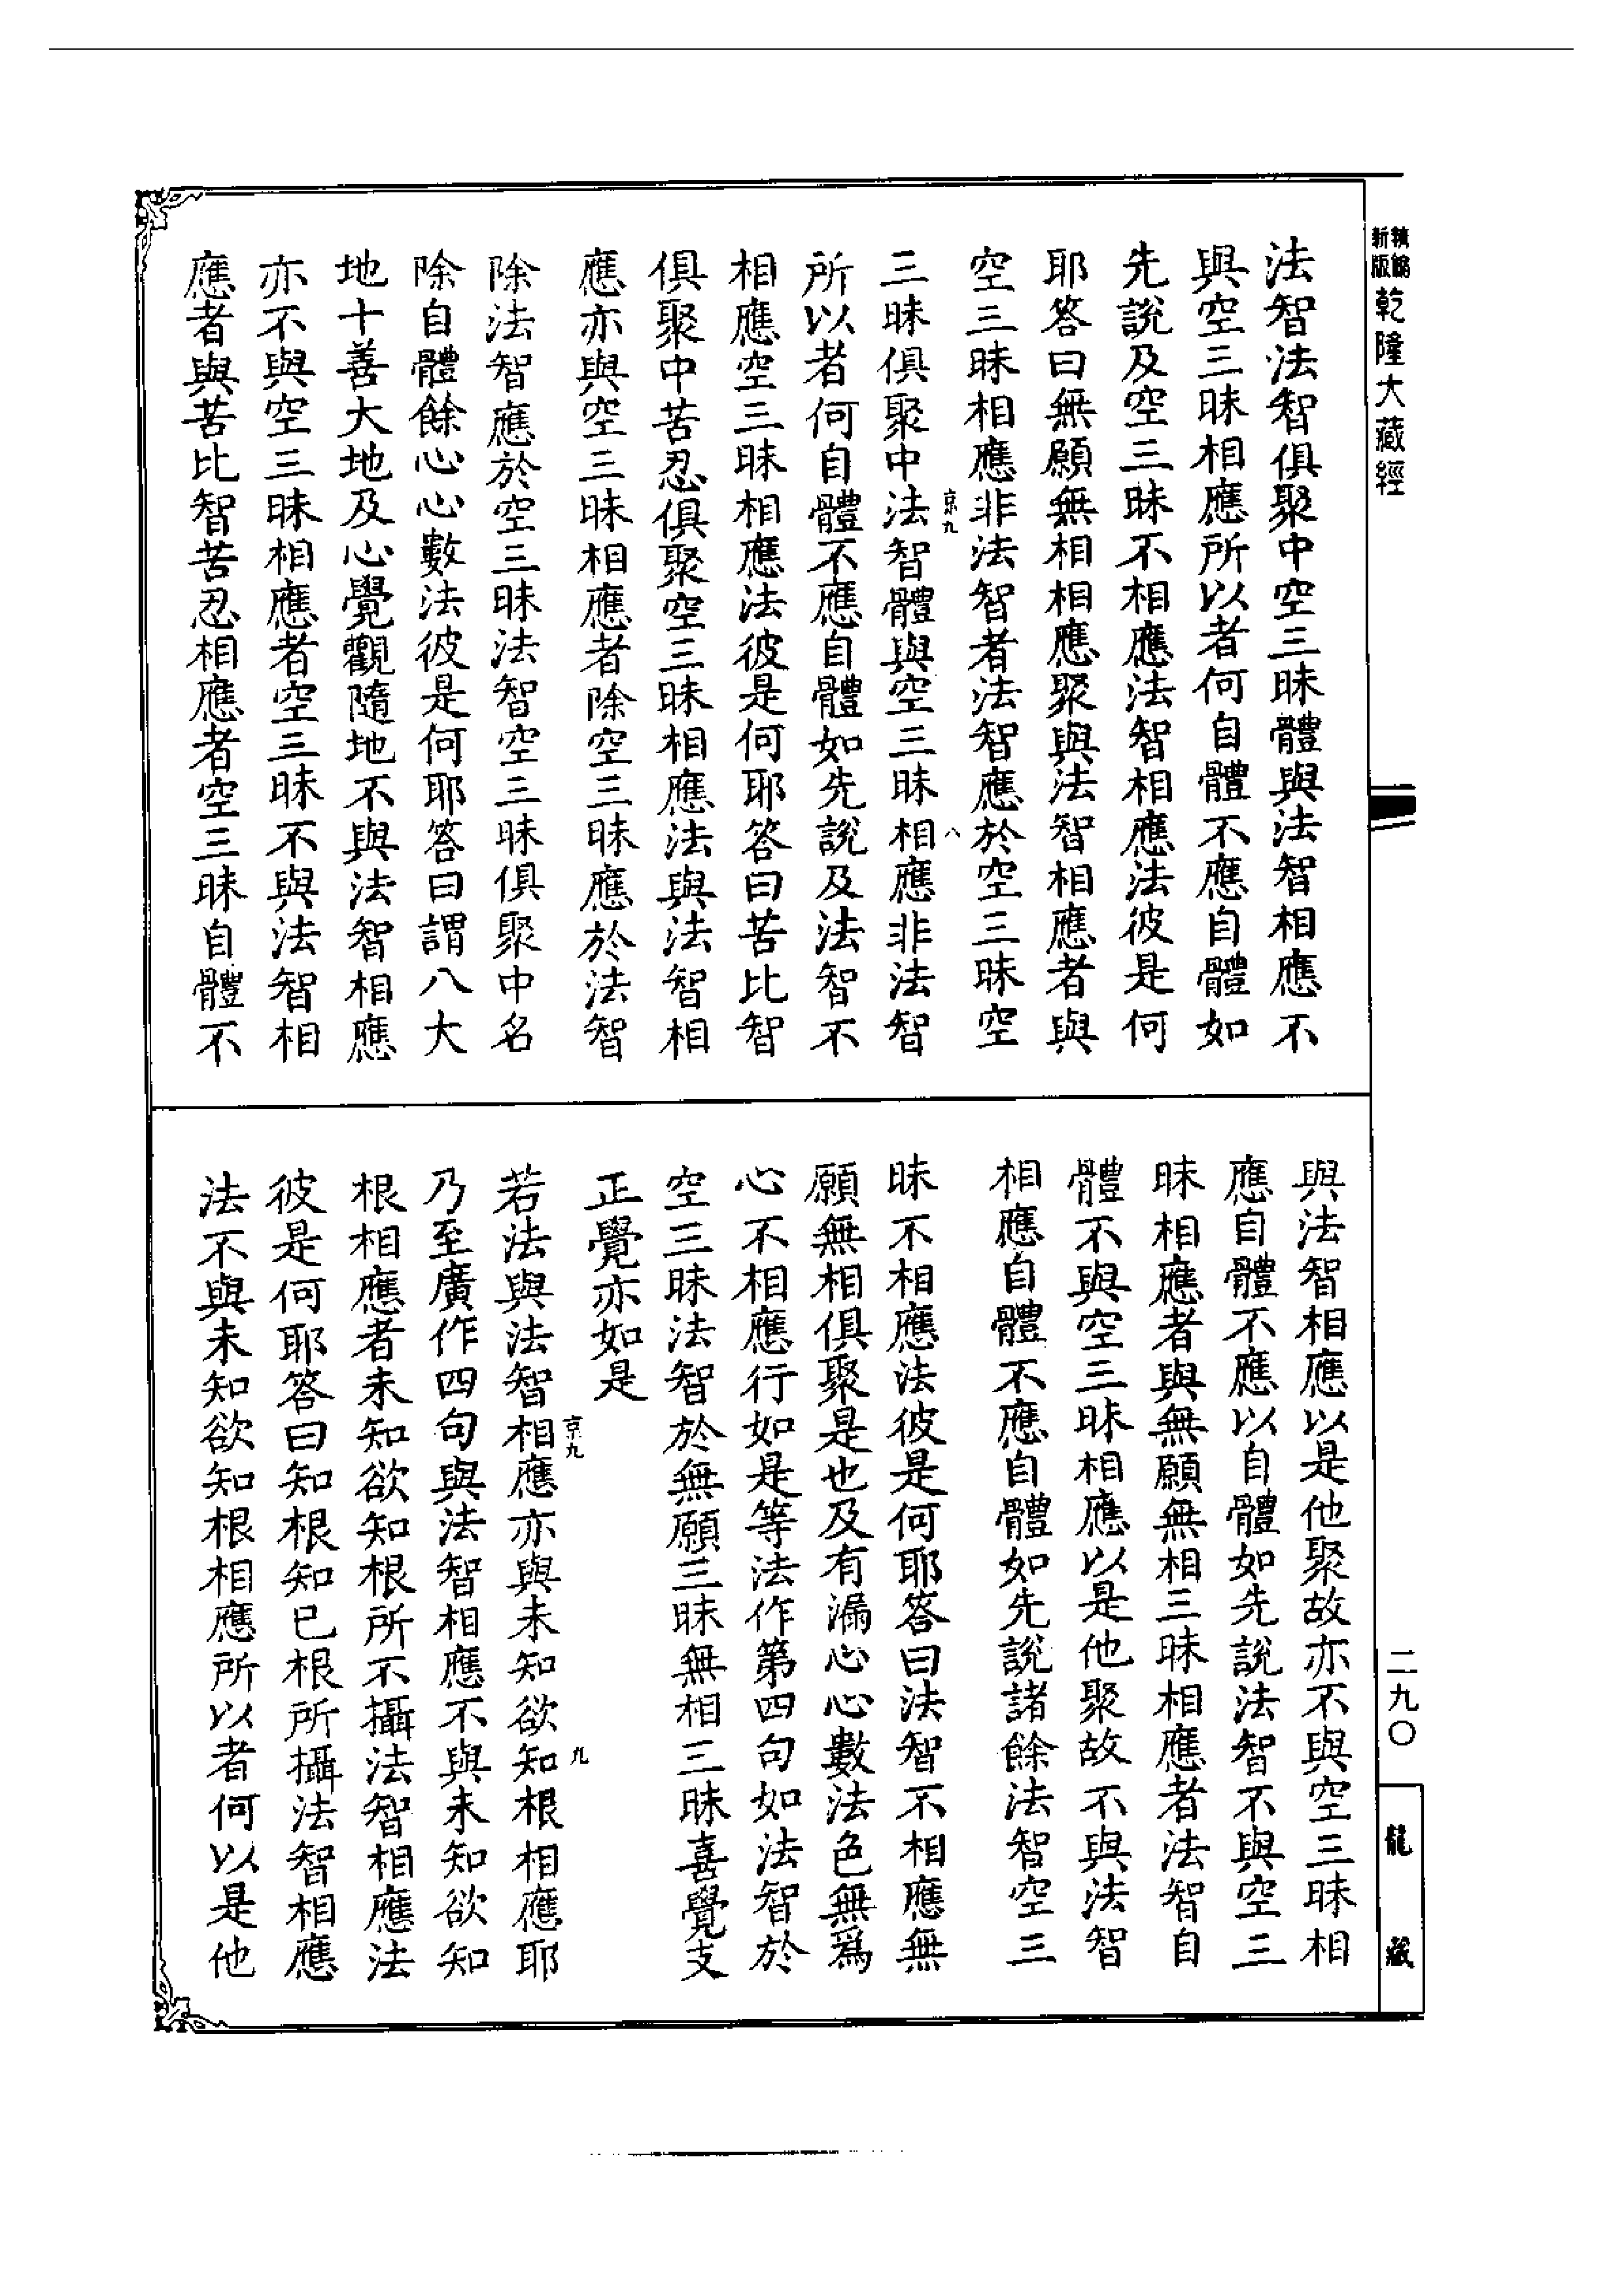 精編新版乾隆大藏經
法智法智俱聚中空三昧體與法智相應不
與空三昧相應所以者何自體不應自體如
先說及空三昧不相應法智相應法彼是何
耶答曰無願無相相應聚與法智相應者與
空三昧相應非法智者法智應於空三昧空
京九
八
三昧俱聚中法智體與空三昧相應非法智
所以者何自體不應自體如先說及法智不
相應空三昧相應法彼是何耶答曰苦比智
俱聚中苦忍俱聚空三昧相應法與法智相
應亦與空三昧相應者除空三昧應於法智
除法智應於空三昧法智空三昧俱聚中名
除自體餘心心數法彼是何耶答曰謂八大
地十善大地及心覺觀隨地不與法智相應
亦不與空三昧相應者空三昧不與法智相
應者與苦比智苦忍相應者空三昧自體不
與法智相應以是他聚故亦不與空三昧相
應自體不應以自體如先說法智不與空三
昧相應者與無願無相三昧相應者法智自
體不與空三昧相應以是他聚故不與法智
相應自體不應自體如先說諸餘法智空三
昧不相應法彼是何耶答曰法智不相應無
願無相俱聚是也及有漏心心數法色無為
心不相應行如是等法作第四句如法智於
空三昧法智於無願三昧無相三昧喜覺支
正覺亦如是
京九
九
若法與法智相應亦與未知欲知根相應耶
乃至廣作四句與法智相應不與未知欲知
根相應者未知欲知根所不攝法智相應法
彼是何耶答曰知根知已根所攝法智相應
法不與未知欲知根相應所以者何以是他
二九〇
龍藏